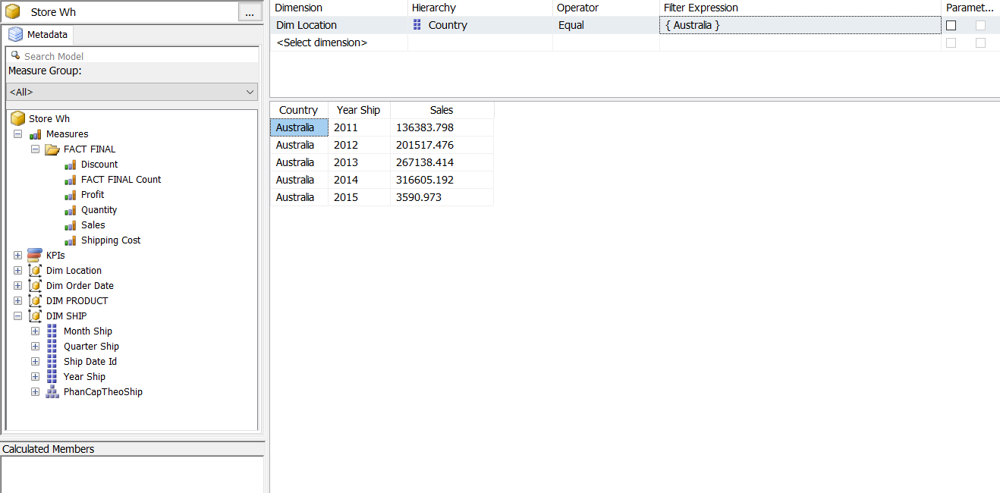 Store Wh
...
Metadata
Search Model
Measure Group:
<All>
Store Wh
Measures
FACT FINAL
Discount
FACT FINAL Count
Profit
Quantity
Sales
Shipping Cost
KPIs
Dim Location
Dim Order Date
DIM PRODUCT
DIM SHIP
Month Ship
Quarter Ship
Ship Date Id
Year Ship
PhanCapTheoShip
Calculated Members
Dimension Hierarchy Operator Filter Expression Paramet...
Dim Location Country Equal { Australia }
<Select dimension>
Country Year Ship Sales
Australia 2011 136383.798
Australia 2012 201517.476
Australia 2013 267138.414
Australia 2014 316605.192
Australia 2015 3590.973